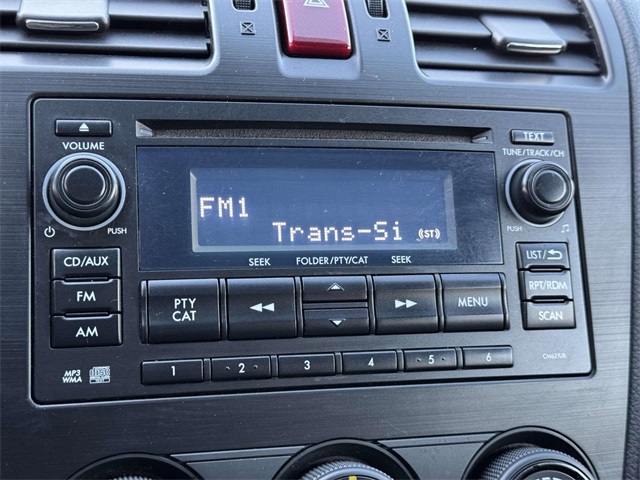 TEXT
VOLUME
TUNE/TRACK/CH
FM1
Trans-Si (ST)
PUSH
PUSH
SEEK FOLDER/PTY/CAT SEEK
CD/AUX
LIST/
FM
PTY CAT
MENU
RPT/RDM
AM
SCAN
MP3
WMA
1 2 3 4 5 6